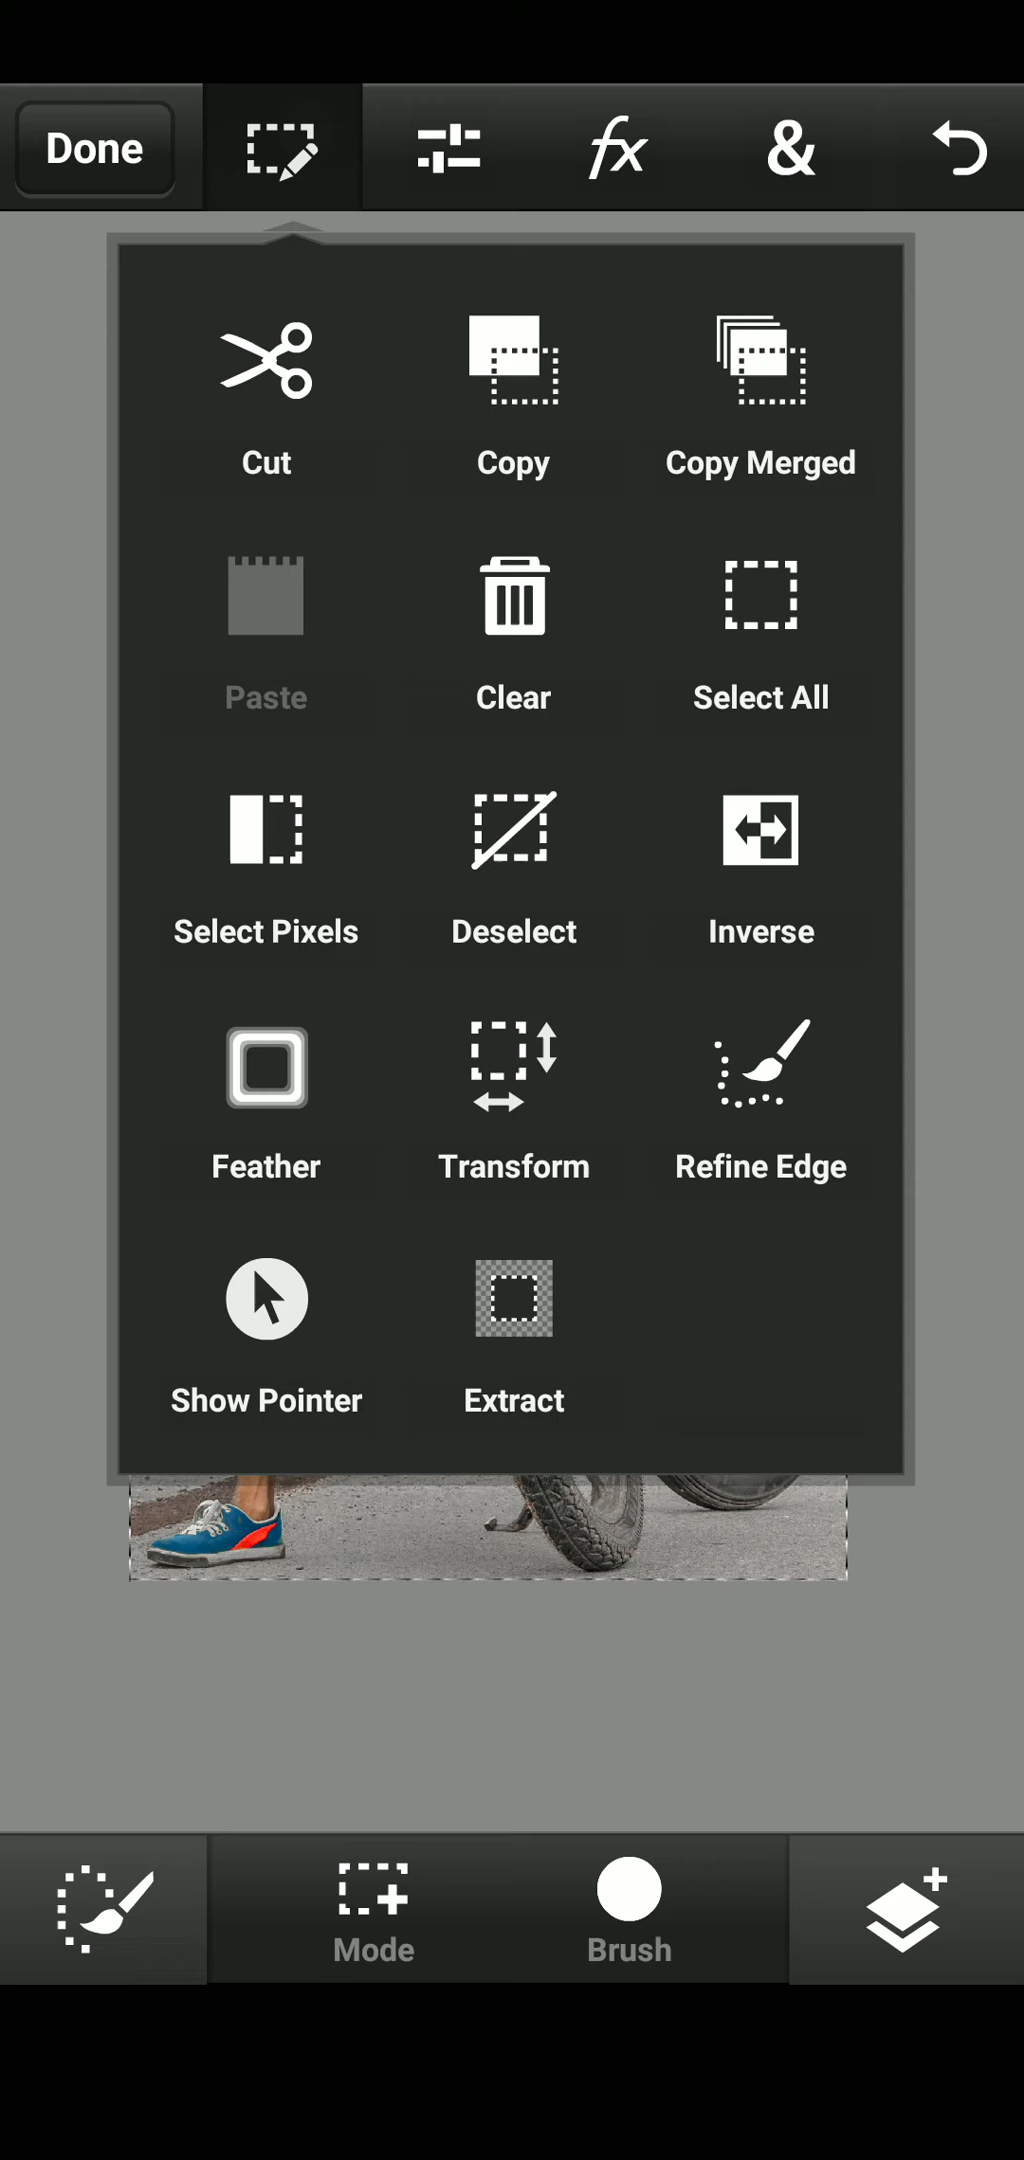 Done
fx
&
Cut
Copy
Copy Merged
Paste
Clear
Select All
Select Pixels
Deselect
Inverse
Feather
Transform
Refine Edge
Show Pointer
Extract
Mode
Brush